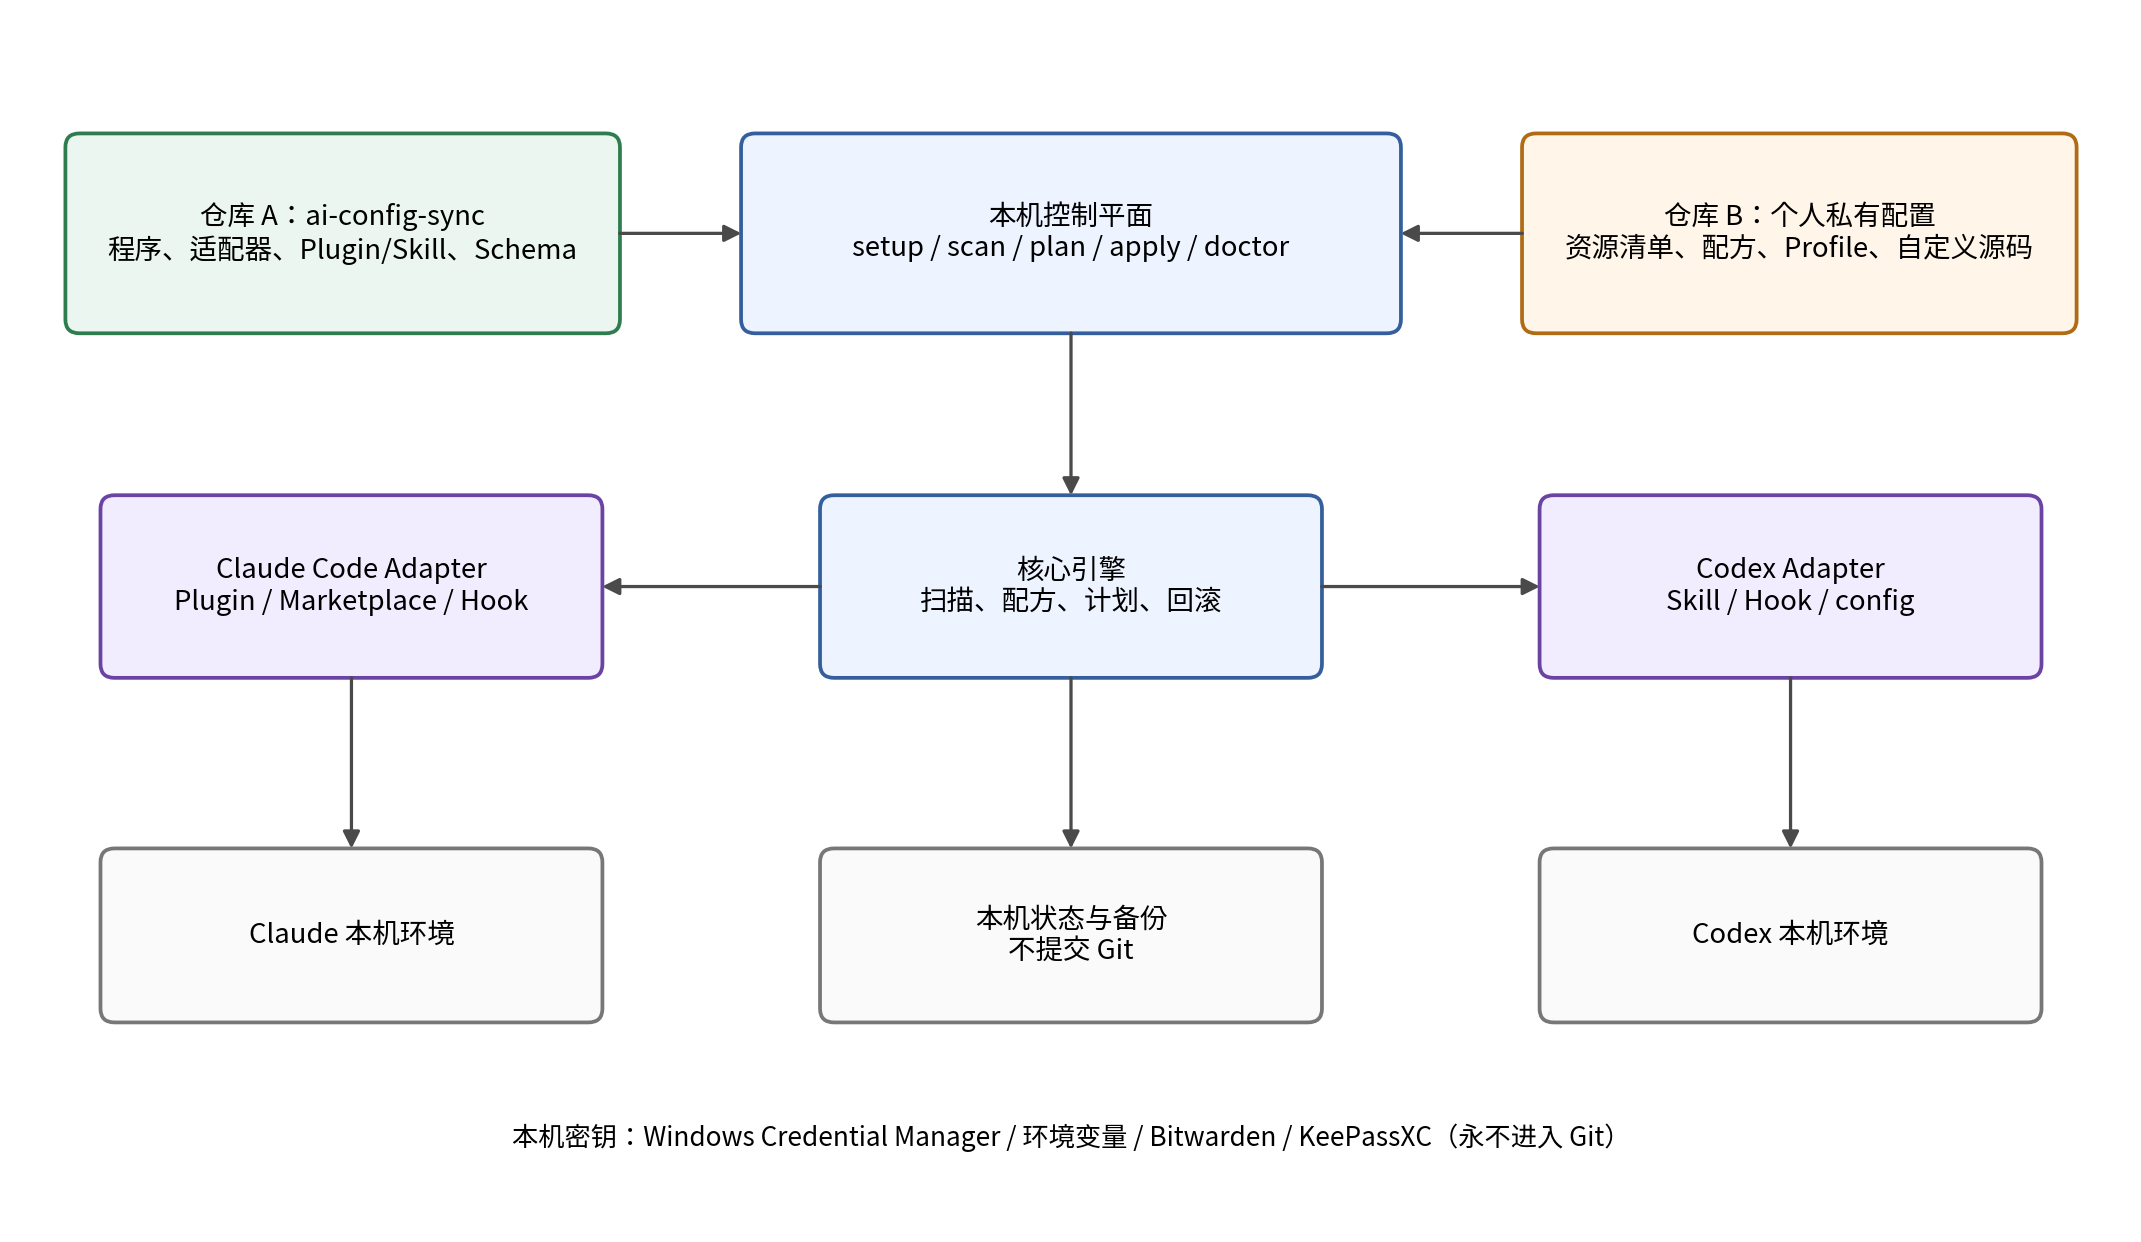 仓库 A：ai-config-sync
程序、适配器、Plugin/Skill、Schema
本机控制平面
setup / scan / plan / apply / doctor
仓库 B：个人私有配置
资源清单、配方、Profile、自定义源码
Claude Code Adapter
Plugin / Marketplace / Hook
核心引擎
扫描、配方、计划、回滚
Codex Adapter
Skill / Hook / config
Claude 本机环境
本机状态与备份
不提交 Git
Codex 本机环境
本机密钥：Windows Credential Manager / 环境变量 / Bitwarden / KeePassXC（永不进入 Git）